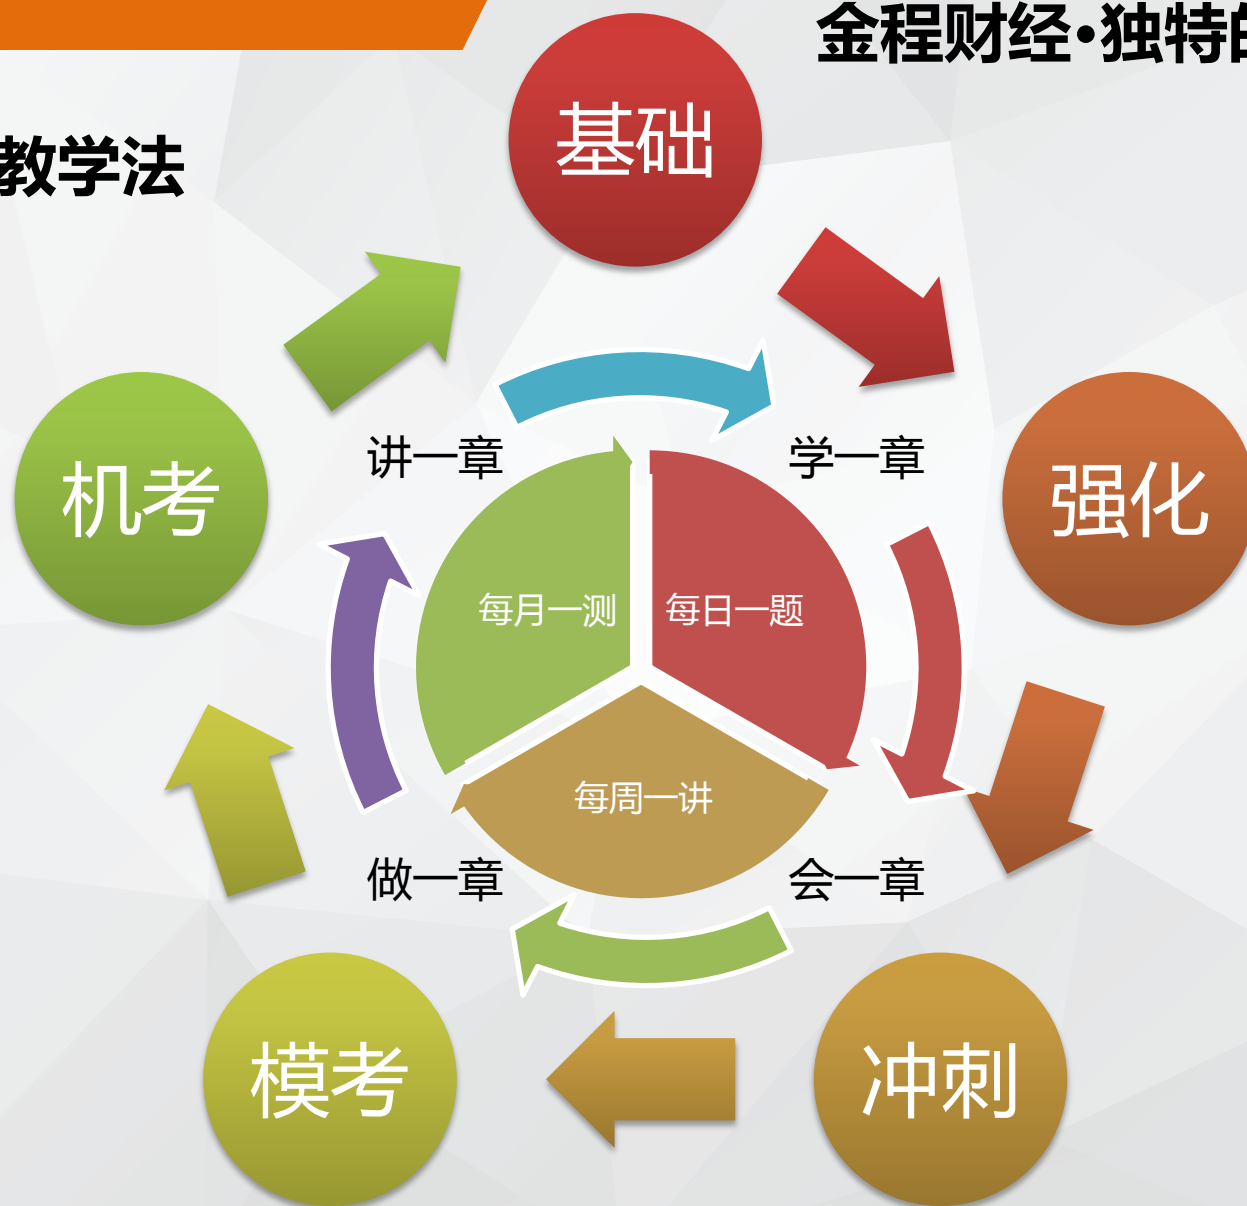 金程财经·独特的
教学法
基础
讲一章
学一章
机考
强化
每月一测
每日一题
每周一讲
做一章
会一章
模考
冲刺